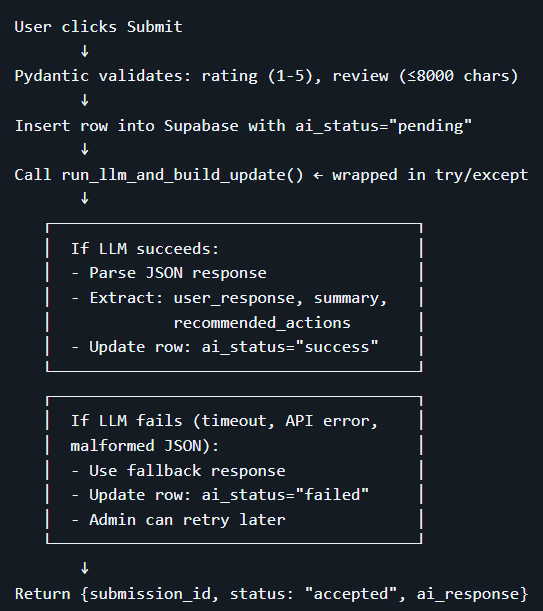 User clicks Submit
↓
Pydantic validates: rating (1-5), review (≤8000 chars)
↓
Insert row into Supabase with ai_status="pending"
↓
Call run_llm_and_build_update() ← wrapped in try/except
↓
If LLM succeeds:
- Parse JSON response
- Extract: user_response, summary,
recommended_actions
- Update row: ai_status="success"
If LLM fails (timeout, API error,
malformed JSON):
- Use fallback response
- Update row: ai_status="failed"
- Admin can retry later
↓
Return {submission_id, status: "accepted", ai_response}